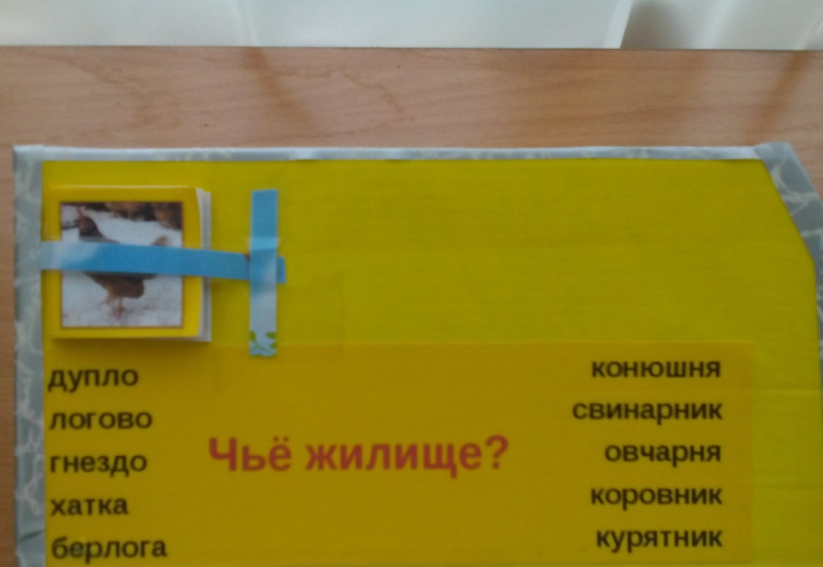 дупло
логово
гнездо
хатка
берлога
Чьё жилище?
конюшня
свинарник
овчарня
коровник
курятник